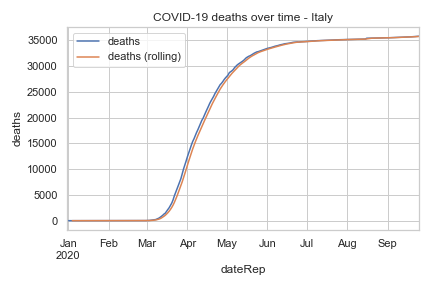 COVID-19 deaths over time - Italy
deaths
deaths (rolling)
35000
30000
25000
20000
15000
10000
5000
0
deaths
Jan Feb Mar Apr May Jun Jul Aug Sep
2020
dateRep